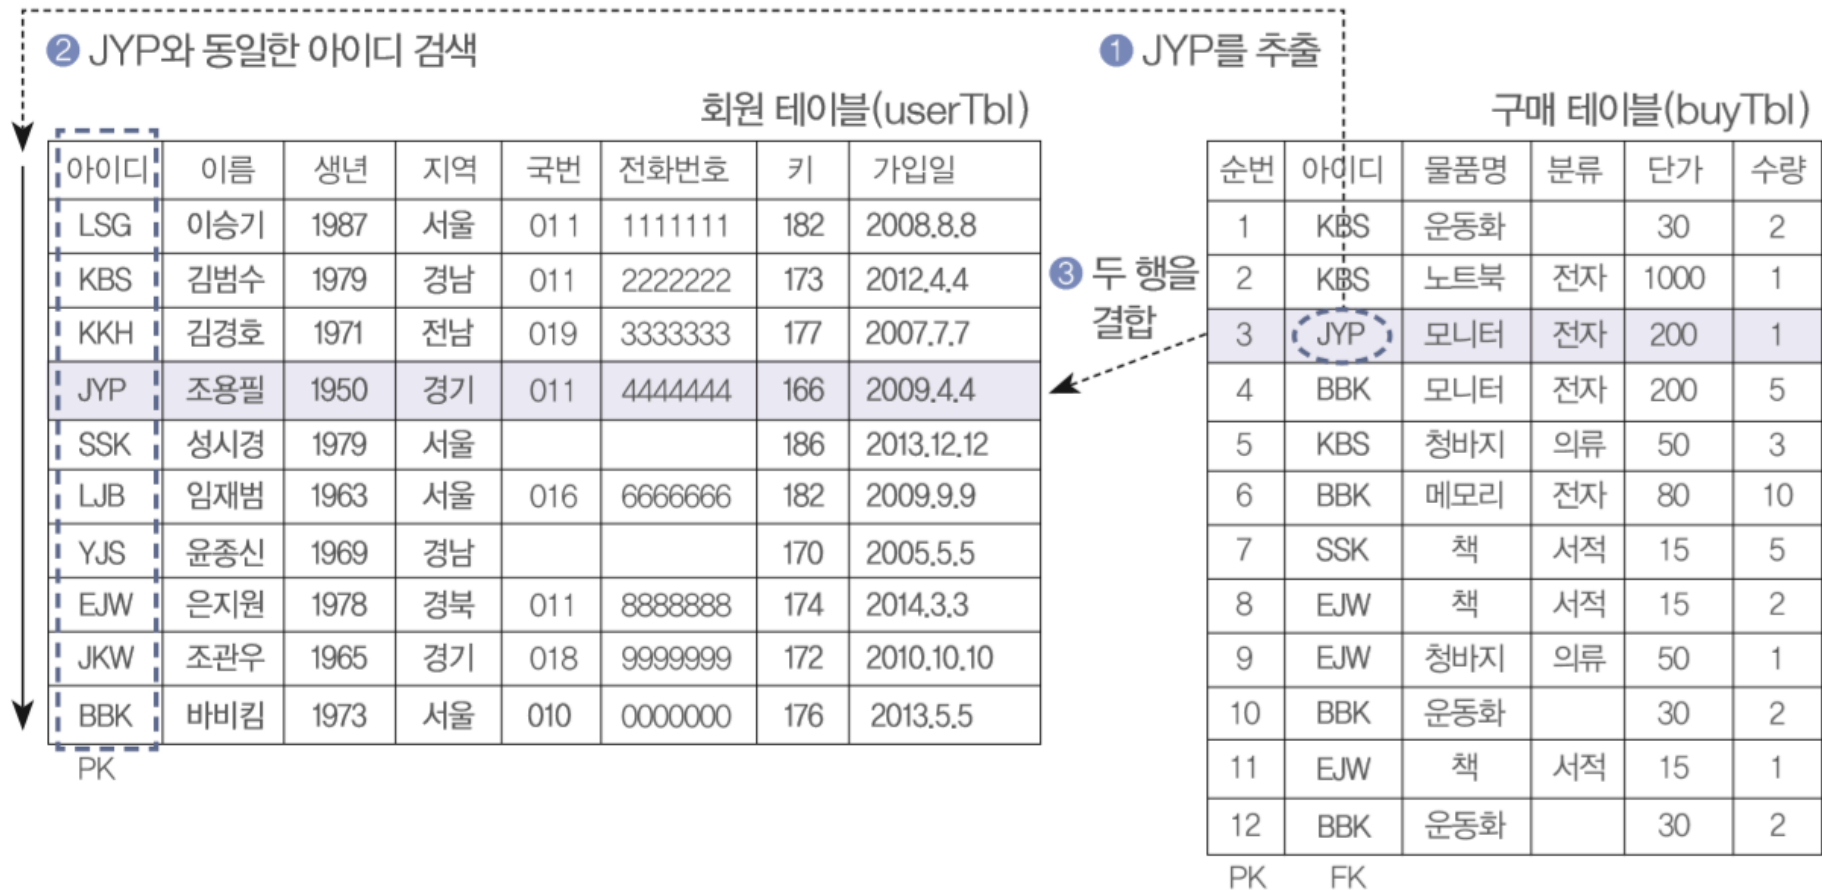 ② JYP와 동일한 아이디 검색
① JYP를 추출
회원 테이블(userTbl)
아이디 이름 생년 지역 국번 전화번호 키 가입일
LSG 이승기 1987 서울 011 1111111 182 2008.8.8
KBS 김범수 1979 경남 011 2222222 173 2012.4.4
KKH 김경호 1971 전남 019 3333333 177 2007.7.7
JYP 조용필 1950 경기 011 4444444 166 2009.4.4
SSK 성시경 1979 서울 186 2013.12.12
LJB 임재범 1963 서울 016 6666666 182 2009.9.9
YJS 윤종신 1969 경남 170 2005.5.5
EJW 은지원 1978 경북 011 8888888 174 2014.3.3
JKW 조관우 1965 경기 018 9999999 172 2010.10.10
BBK 바비킴 1973 서울 010 0000000 176 2013.5.5
PK
③ 두 행을
결합
구매 테이블(buyTbl)
순번 아이디 물품명 분류 단가 수량
1 KBS 운동화 30 2
2 KBS 노트북 전자 1000 1
3 JYP 모니터 전자 200 1
4 BBK 모니터 전자 200 5
5 KBS 청바지 의류 50 3
6 BBK 메모리 전자 80 10
7 SSK 책 서적 15 5
8 EJW 책 서적 15 2
9 EJW 청바지 의류 50 1
10 BBK 운동화 30 2
11 EJW 책 서적 15 1
12 BBK 운동화 30 2
PK FK